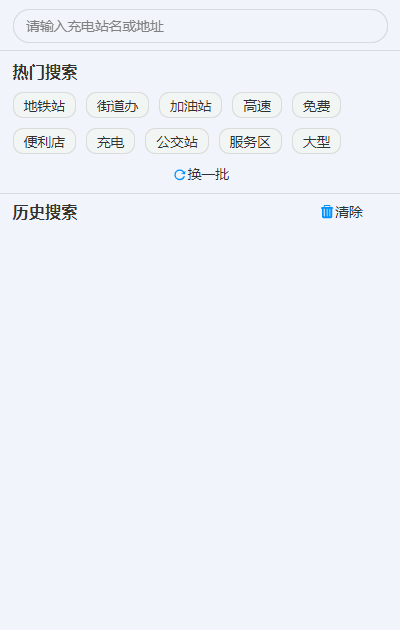 请输入充电站名或地址
热门搜索
地铁站 街道办 加油站 高速 免费
便利店 充电 公交站 服务区 大型
换一批
历史搜索 清除